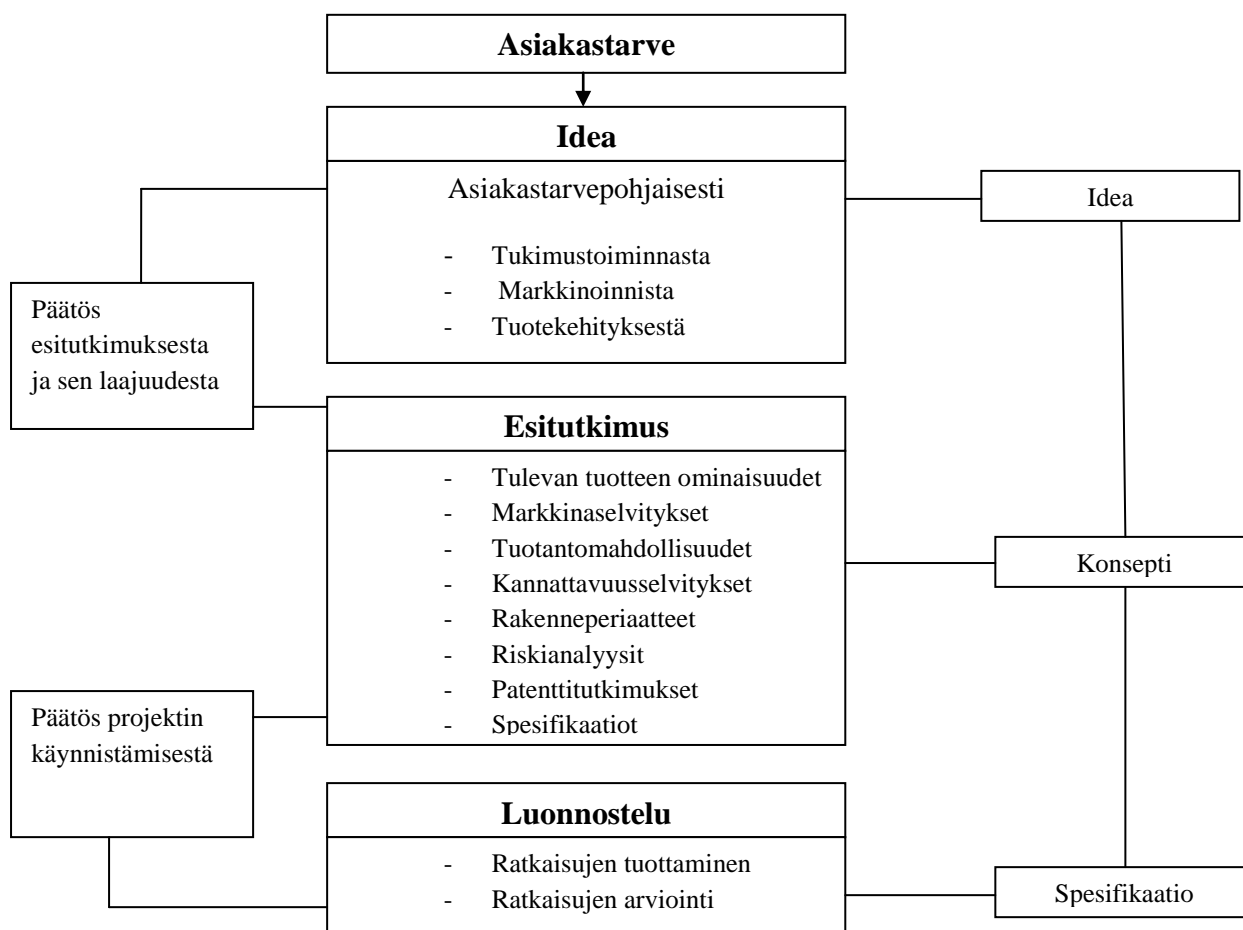 Asiakastarve
Idea
Asiakastarvepohjaisesti
- Tukimustoiminnasta
- Markkinoinnista
- Tuotekehityksestä
Idea
Päätös
esitutkimuksesta
ja sen laajuudesta
Esitutkimus
- Tulevan tuotteen ominaisuudet
- Markkinaselvitykset
- Tuotantomahdollisuudet
- Kannattavuusselvitykset
- Rakenneperiaatteet
- Riskianalyysit
- Patenttitutkimukset
- Spesifikaatiot
Konsepti
Päätös projektin
käynnistämisestä
Luonnostelu
- Ratkaisujen tuottaminen
- Ratkaisujen arviointi
Spesifikaatio